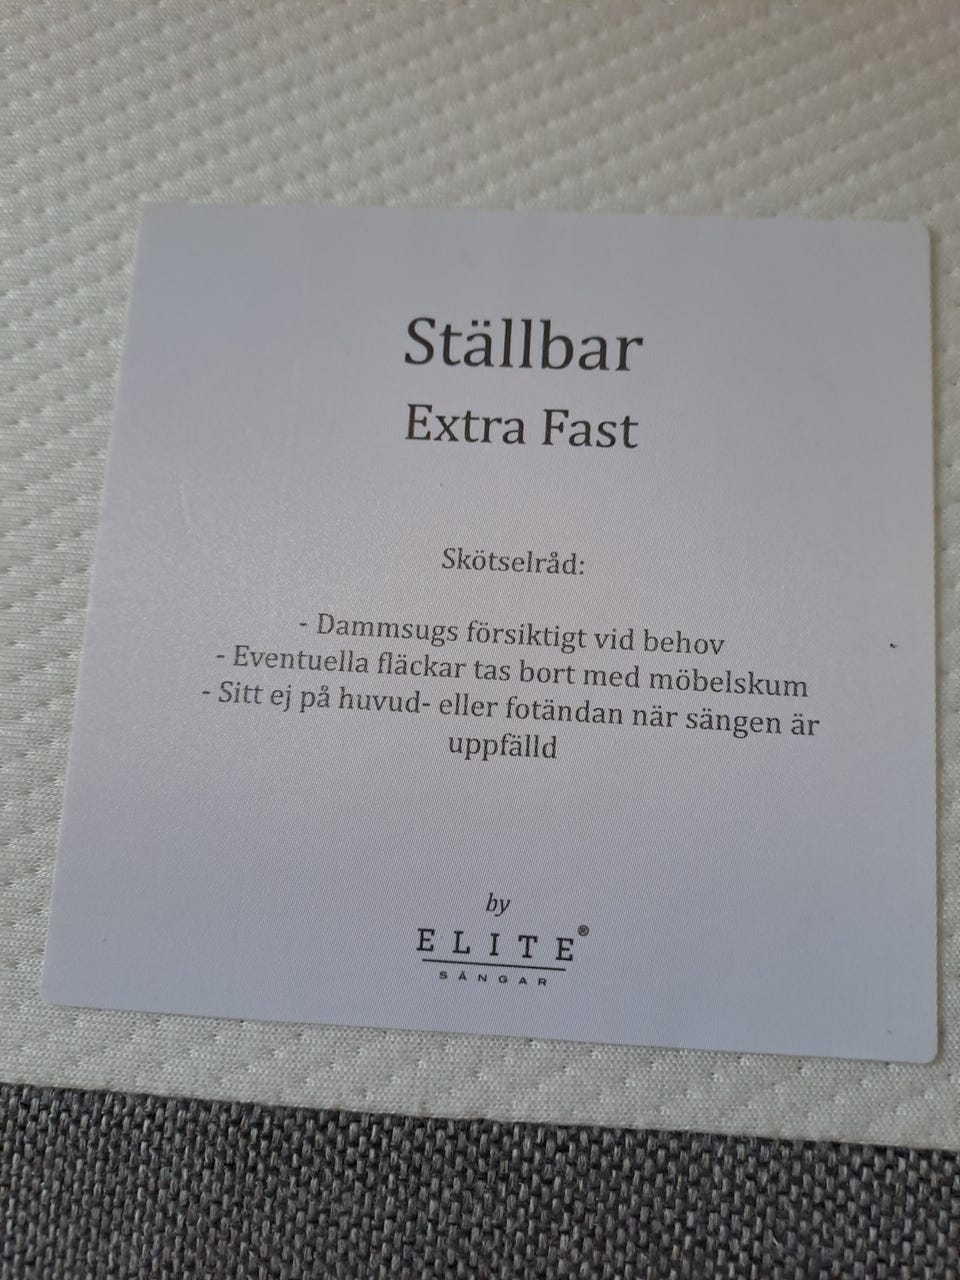 Ställbar
Extra Fast
Skötselråd:
- Dammsugs försiktigt vid behov
- Eventuella fläckar tas bort med möbelskum
- Sitt ej på huvud- eller fotändan när sängen är
uppfälld
by
ELITE®
SÄNGAR